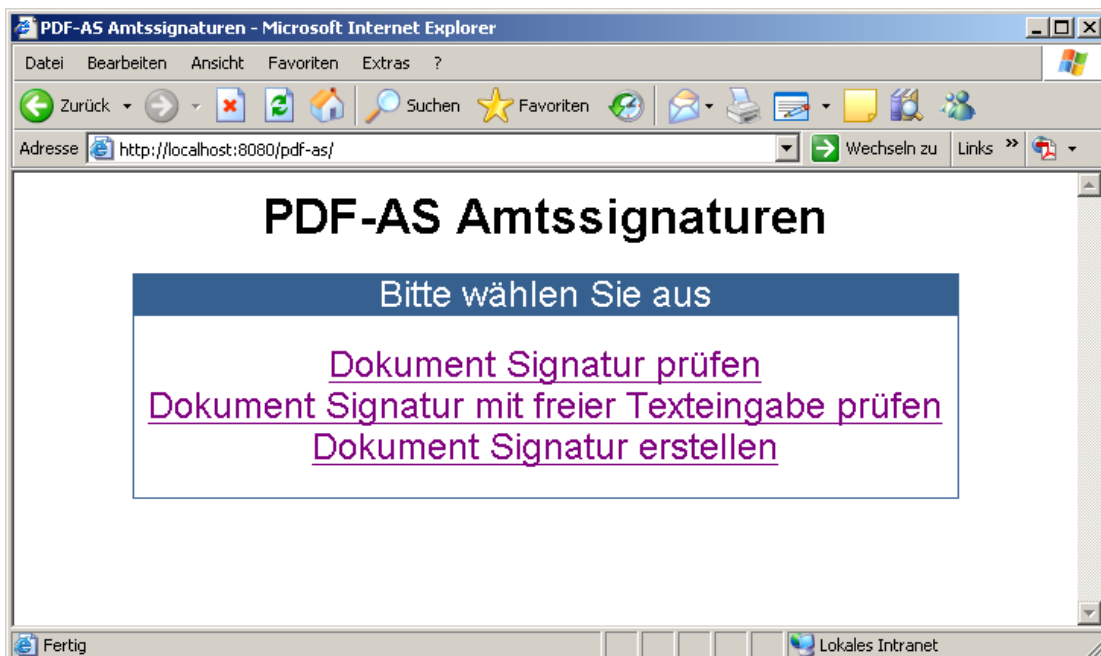 PDF-AS Amtssignaturen - Microsoft Internet Explorer
Datei Bearbeiten Ansicht Favoriten Extras ?
Zurück Suchen Favoriten
Adresse http://localhost:8080/pdf-as/ Wechseln zu Links »
PDF-AS Amtssignaturen
Bitte wählen Sie aus
Dokument Signatur prüfen
Dokument Signatur mit freier Texteingabe prüfen
Dokument Signatur erstellen
Fertig Lokales Intranet